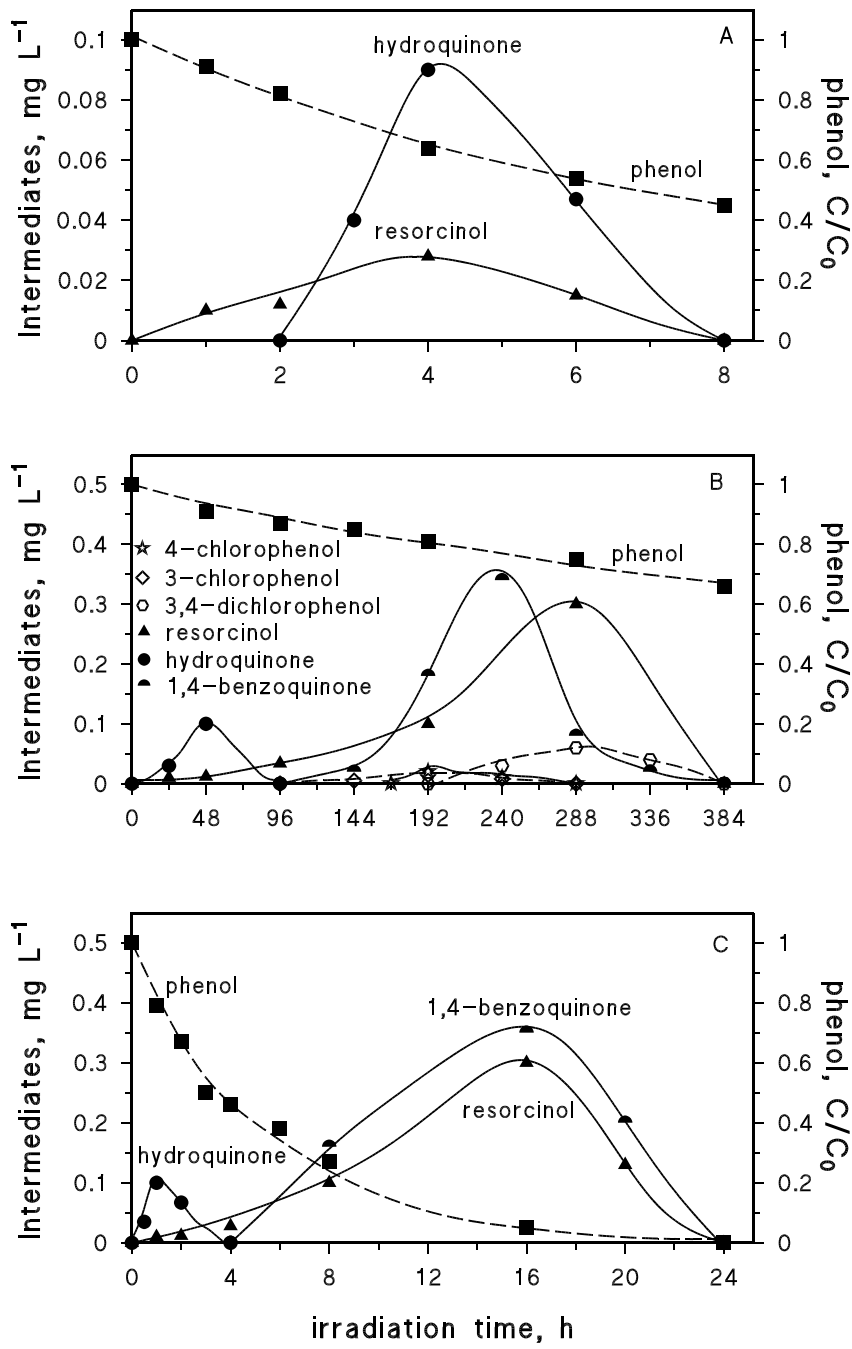 A
Intermediates, mg L⁻¹
0.1
0.08
0.06
0.04
0.02
0
hydroquinone
phenol
resorcinol
1
0.8
0.6
0.4
0.2
0
phenol, C/C₀
0 2 4 6 8
B
Intermediates, mg L⁻¹
0.5
0.4
0.3
0.2
0.1
0
phenol
4-chlorophenol
3-chlorophenol
3,4-dichlorophenol
resorcinol
hydroquinone
1,4-benzoquinone
1
0.8
0.6
0.4
0.2
0
phenol, C/C₀
0 48 96 144 192 240 288 336 384
C
Intermediates, mg L⁻¹
0.5
0.4
0.3
0.2
0.1
0
phenol
1,4-benzoquinone
resorcinol
hydroquinone
1
0.8
0.6
0.4
0.2
0
phenol, C/C₀
0 4 8 12 16 20 24
irradiation time, h